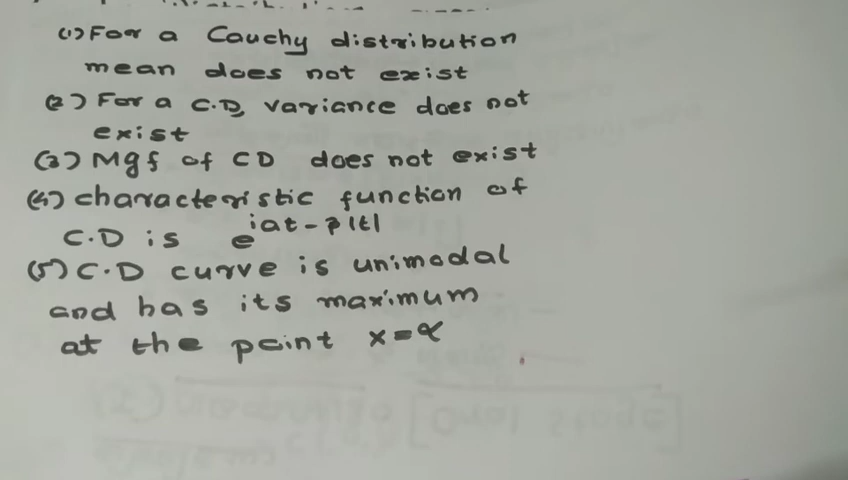 (1) For a Cauchy distribution
mean does not exist
(2) For a C.D, variance does not
exist
(3) Mgf of CD does not exist
(4) characteristic function of
C.D is e^iat-β|t|
(5) C.D curve is unimodal
and has its maximum
at the point x=α